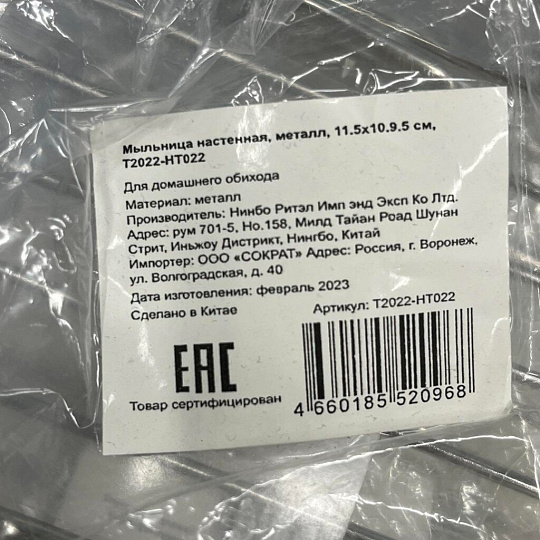 Мыльница настенная, металл, 11.5x10.9.5 см,
T2022-HT022
Для домашнего обихода
Материал: металл
Производитель: Нинбо Ритэл Имп энд Эксп Ко Лтд.
Адрес: рум 701-5, Но.158, Милд Тайан Роад Шунан
Стрит, Иньжоу Дистрикт, Нингбо, Китай
Импортер: ООО «СОКРАТ» Адрес: Россия, г. Воронеж,
ул. Волгоградская, д. 40
Дата изготовления: февраль 2023
Сделано в Китае
Артикул: T2022-HT022
EAC
Товар сертифицирован
4 660185 520968